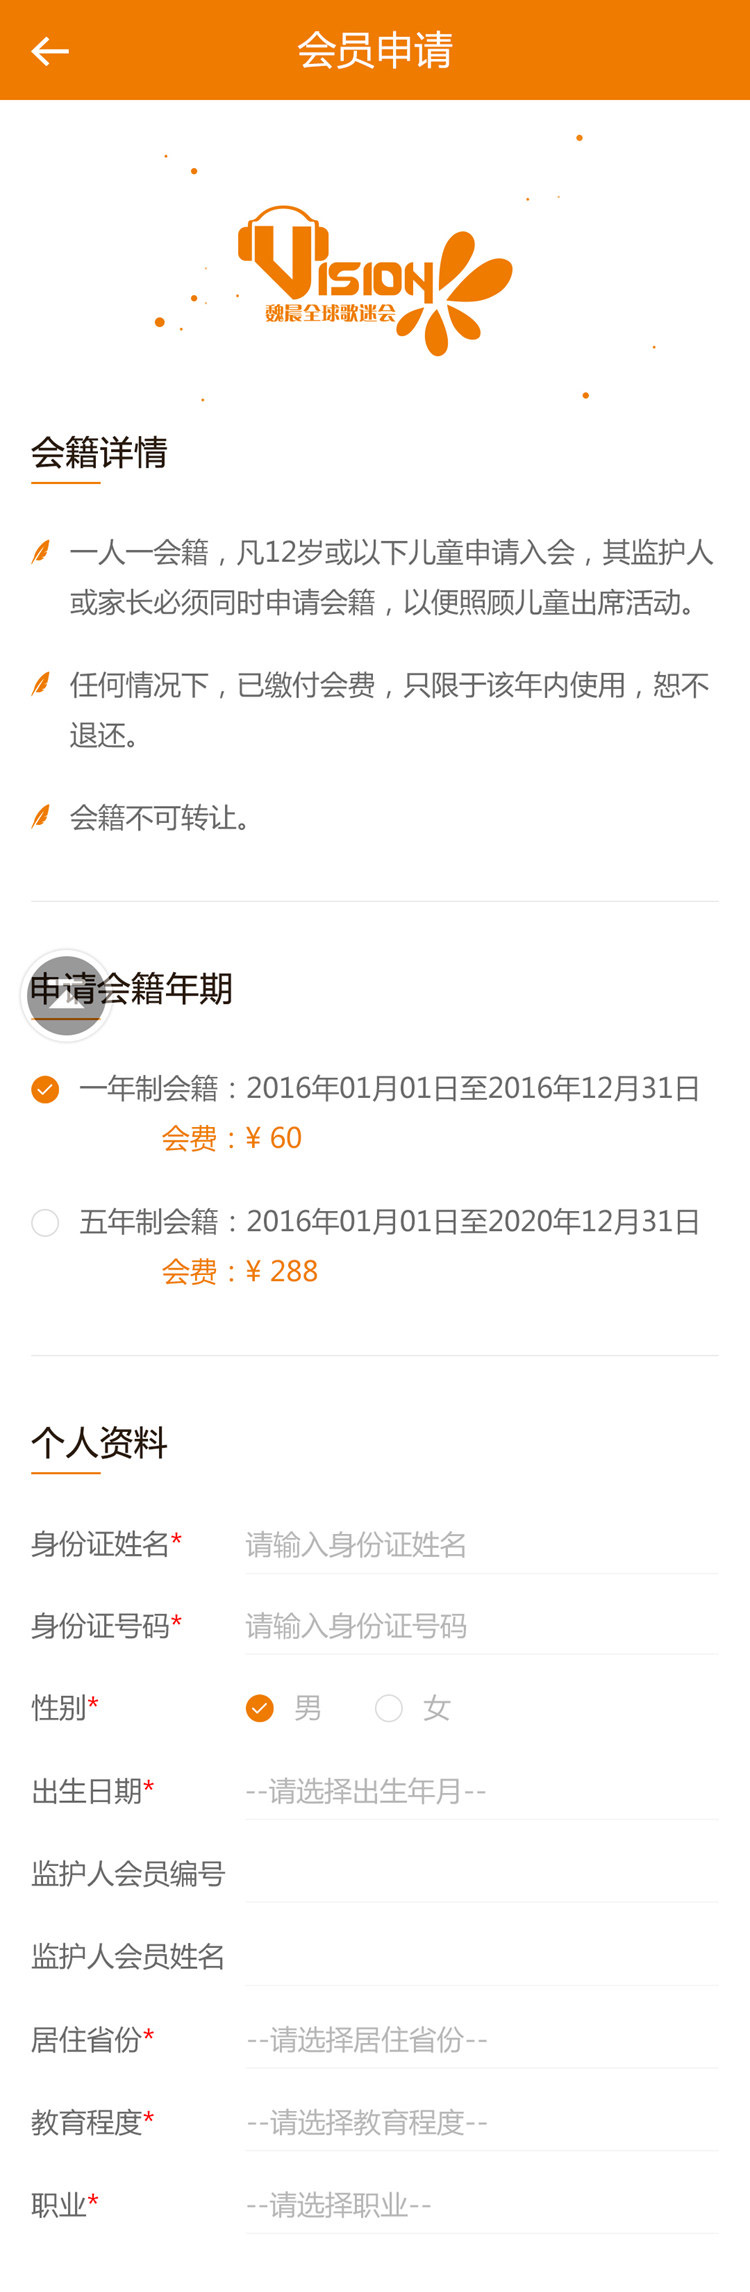 会员申请
VISION
魏晨全球歌迷会
会籍详情
一人一会籍，凡12岁或以下儿童申请入会，其监护人
或家长必须同时申请会籍，以便照顾儿童出席活动。
任何情况下，已缴付会费，只限于该年内使用，恕不
退还。
会籍不可转让。
申请会籍年期
一年制会籍：2016年01月01日至2016年12月31日
会费：¥ 60
五年制会籍：2016年01月01日至2020年12月31日
会费：¥ 288
个人资料
身份证姓名* 请输入身份证姓名
身份证号码* 请输入身份证号码
性别* 男 女
出生日期* --请选择出生年月--
监护人会员编号
监护人会员姓名
居住省份* --请选择居住省份--
教育程度* --请选择教育程度--
职业* --请选择职业--